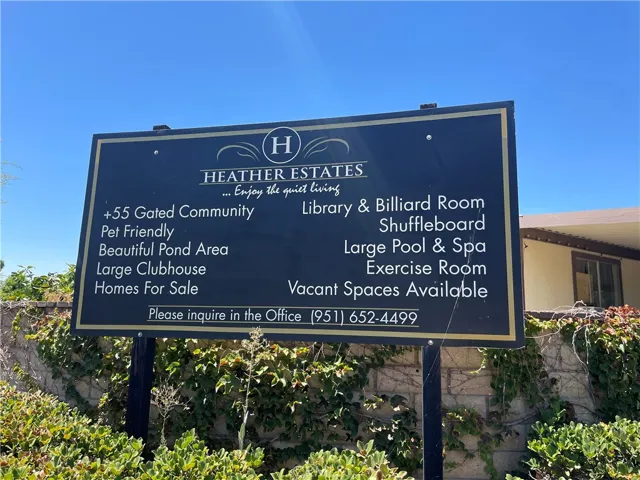 H
HEATHER ESTATES
... Enjoy the quiet living
+55 Gated Community
Pet Friendly
Beautiful Pond Area
Large Clubhouse
Homes For Sale
Library & Billiard Room
Shuffleboard
Large Pool & Spa
Exercise Room
Vacant Spaces Available
Please inquire in the Office (951) 652-4499